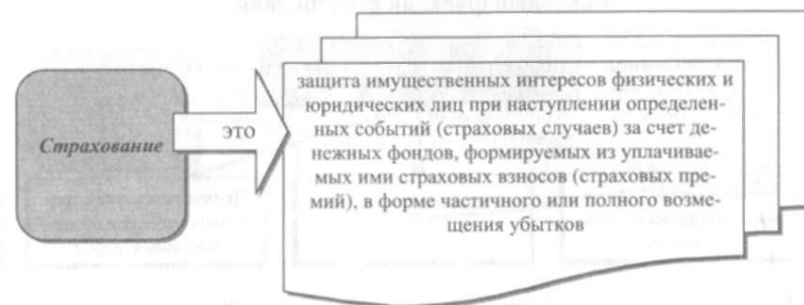 Страхование
это
защита имущественных интересов физических и
юридических лиц при наступлении определен-
ных событий (страховых случаев) за счет де-
нежных фондов, формируемых из уплачивае-
мых ими страховых взносов (страховых пре-
мий), в форме частичного или полного возме-
щения убытков